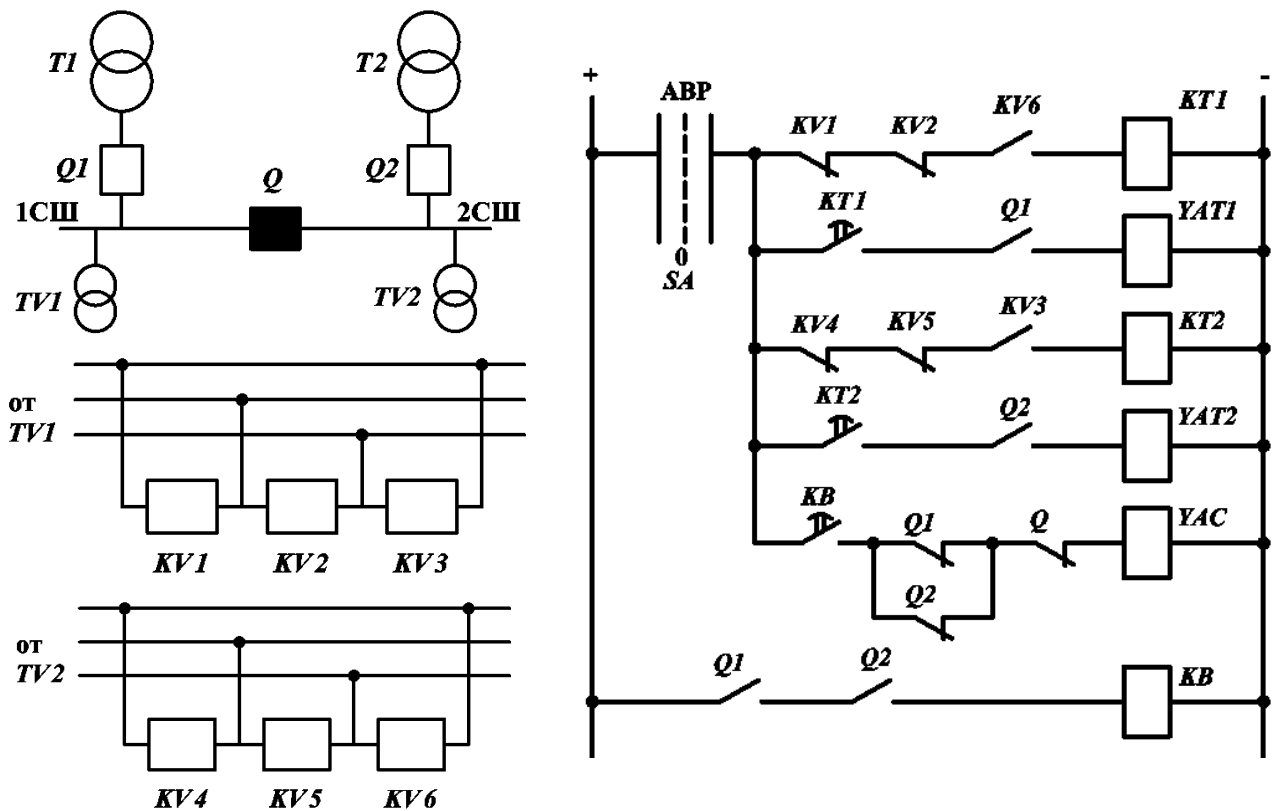 T1
T2
Q1
Q2
Q
1СШ
2СШ
TV1
TV2
от
TV1
KV1
KV2
KV3
от
TV2
KV4
KV5
KV6
+
-
АВР
0
SA
KV1
KV2
KV6
KT1
KT1
Q1
YAT1
KV4
KV5
KV3
KT2
KT2
Q2
YAT2
KB
Q1
Q
YAC
Q2
Q1
Q2
KB